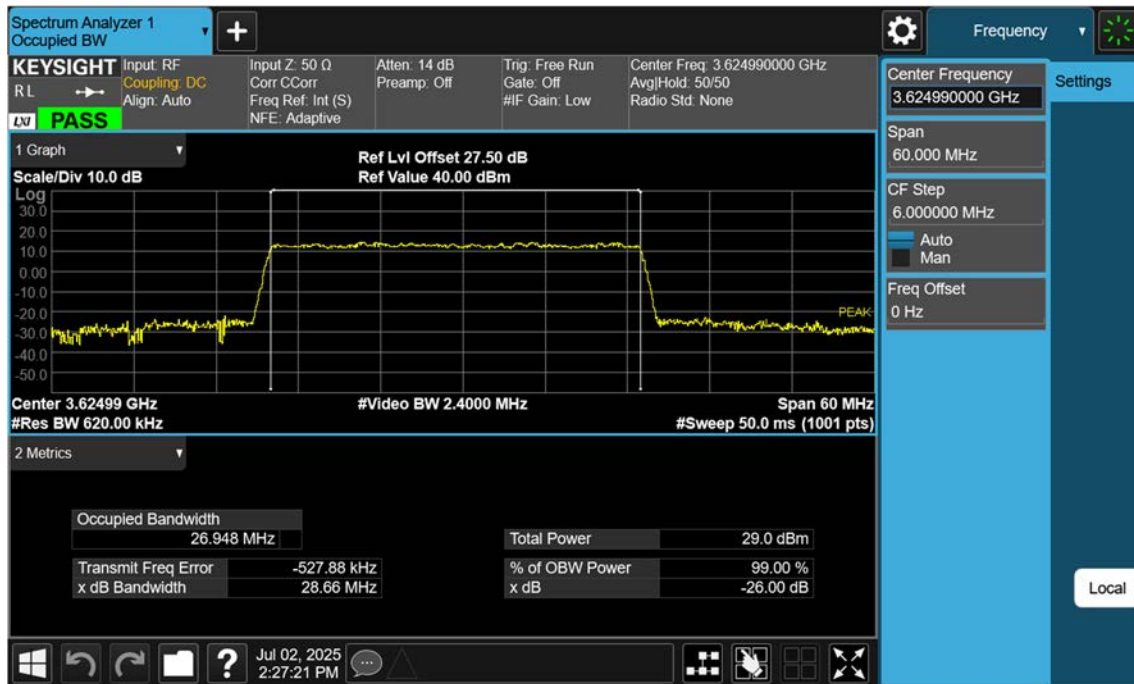 Spectrum Analyzer 1
Occupied BW
Frequency
KEYSIGHT
R L
LXI PASS
Input: RF
Coupling: DC
Align: Auto
Input Z: 50 Ω
Corr CCorr
Freq Ref: Int (S)
NFE: Adaptive
Atten: 14 dB
Preamp: Off
Trig: Free Run
Gate: Off
#IF Gain: Low
Center Freq: 3.624990000 GHz
Avg|Hold: 50/50
Radio Std: None
Center Frequency
3.624990000 GHz
Settings
Span
60.000 MHz
CF Step
6.000000 MHz
Auto
Man
Freq Offset
0 Hz
1 Graph
Scale/Div 10.0 dB
Ref Lvl Offset 27.50 dB
Ref Value 40.00 dBm
Log
30.0
20.0
10.0
0.00
-10.0
-20.0
-30.0
-40.0
-50.0
PEAK
Center 3.62499 GHz
#Video BW 2.4000 MHz
Span 60 MHz
#Res BW 620.00 kHz
#Sweep 50.0 ms (1001 pts)
2 Metrics
Occupied Bandwidth
26.948 MHz
Total Power 29.0 dBm
Transmit Freq Error -527.88 kHz
% of OBW Power 99.00 %
x dB Bandwidth 28.66 MHz
x dB -26.00 dB
Local
?
Jul 02, 2025
2:27:21 PM